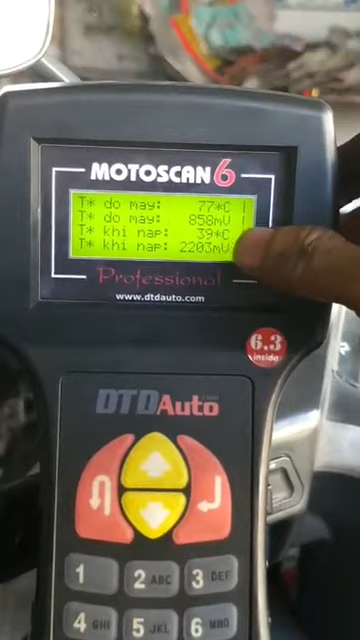 MOTOSCAN 6
T* do may: 77*C
T* do may: 858mV
T* khi nap: 39*C
T* khi nap: 2203mV
Professional
www.dtdauto.com
6.3
inside
DTDAuto
1
2 ABC
3 DEF
4 GHI
5 JKL
6 MNO